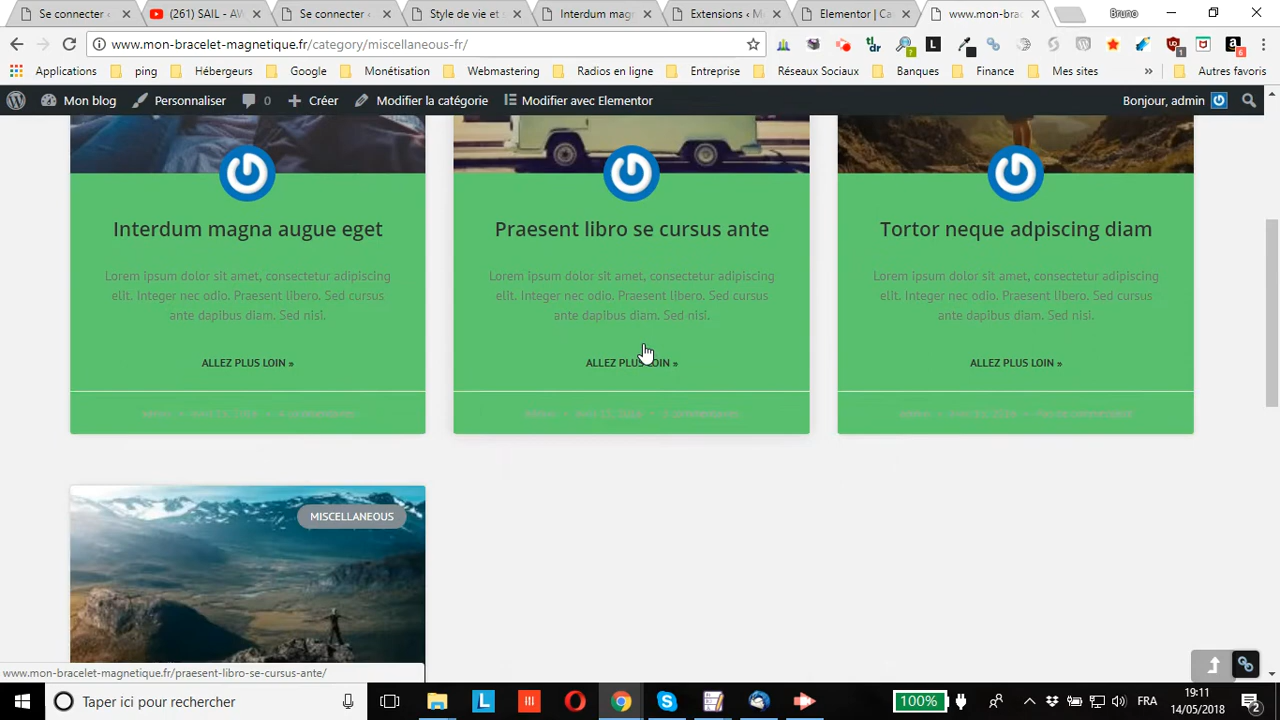 Se connecter ‹
(261) SAIL - AW
Se connecter ‹
Style de vie et l
Interdum magn
Extensions ‹ M
Elementor | Ca
www.mon-brac
Bruno
www.mon-bracelet-magnetique.fr/category/miscellaneous-fr/
Applications
ping
Hébergeurs
Google
Monétisation
Webmastering
Radios en ligne
Entreprise
Réseaux Sociaux
Banques
Finance
Mes sites
»
Autres favoris
Mon blog
Personnaliser
0
Créer
Modifier la catégorie
Modifier avec Elementor
Bonjour, admin
Interdum magna augue eget
Lorem ipsum dolor sit amet, consectetur adipiscing
elit. Integer nec odio. Praesent libero. Sed cursus
ante dapibus diam. Sed nisi.
ALLEZ PLUS LOIN »
Praesent libro se cursus ante
Lorem ipsum dolor sit amet, consectetur adipiscing
elit. Integer nec odio. Praesent libero. Sed cursus
ante dapibus diam. Sed nisi.
ALLEZ PLUS LOIN »
Tortor neque adpiscing diam
Lorem ipsum dolor sit amet, consectetur adipiscing
elit. Integer nec odio. Praesent libero. Sed cursus
ante dapibus diam. Sed nisi.
ALLEZ PLUS LOIN »
MISCELLANEOUS
www.mon-bracelet-magnetique.fr/praesent-libro-se-cursus-ante/
Taper ici pour rechercher
100%
FRA
19:11
14/05/2018